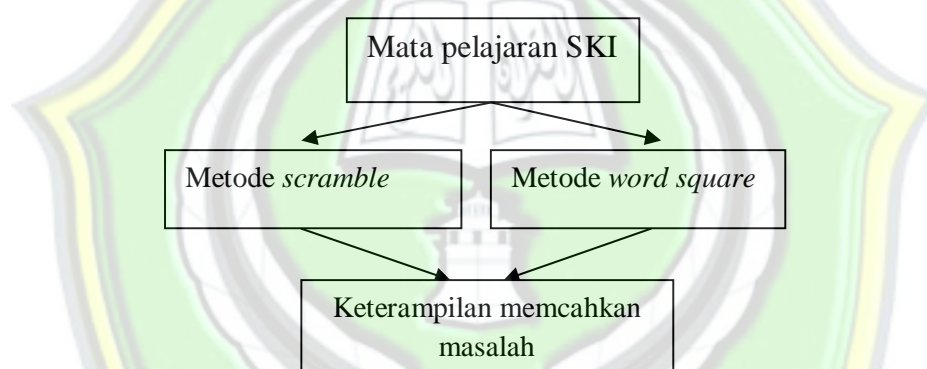 Mata pelajaran SKI
Metode scramble
Metode word square
Keterampilan memcahkan
masalah